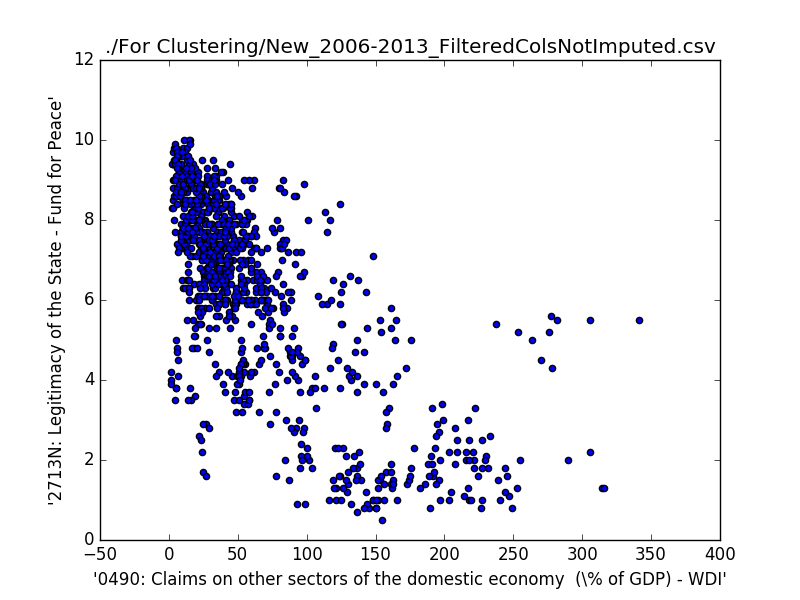 ./For Clustering/New_2006-2013_FilteredColsNotImputed.csv
12
10
8
6
4
2
0
'2713N: Legitimacy of the State - Fund for Peace'
−50 0 50 100 150 200 250 300 350 400
'0490: Claims on other sectors of the domestic economy  (\% of GDP) - WDI'